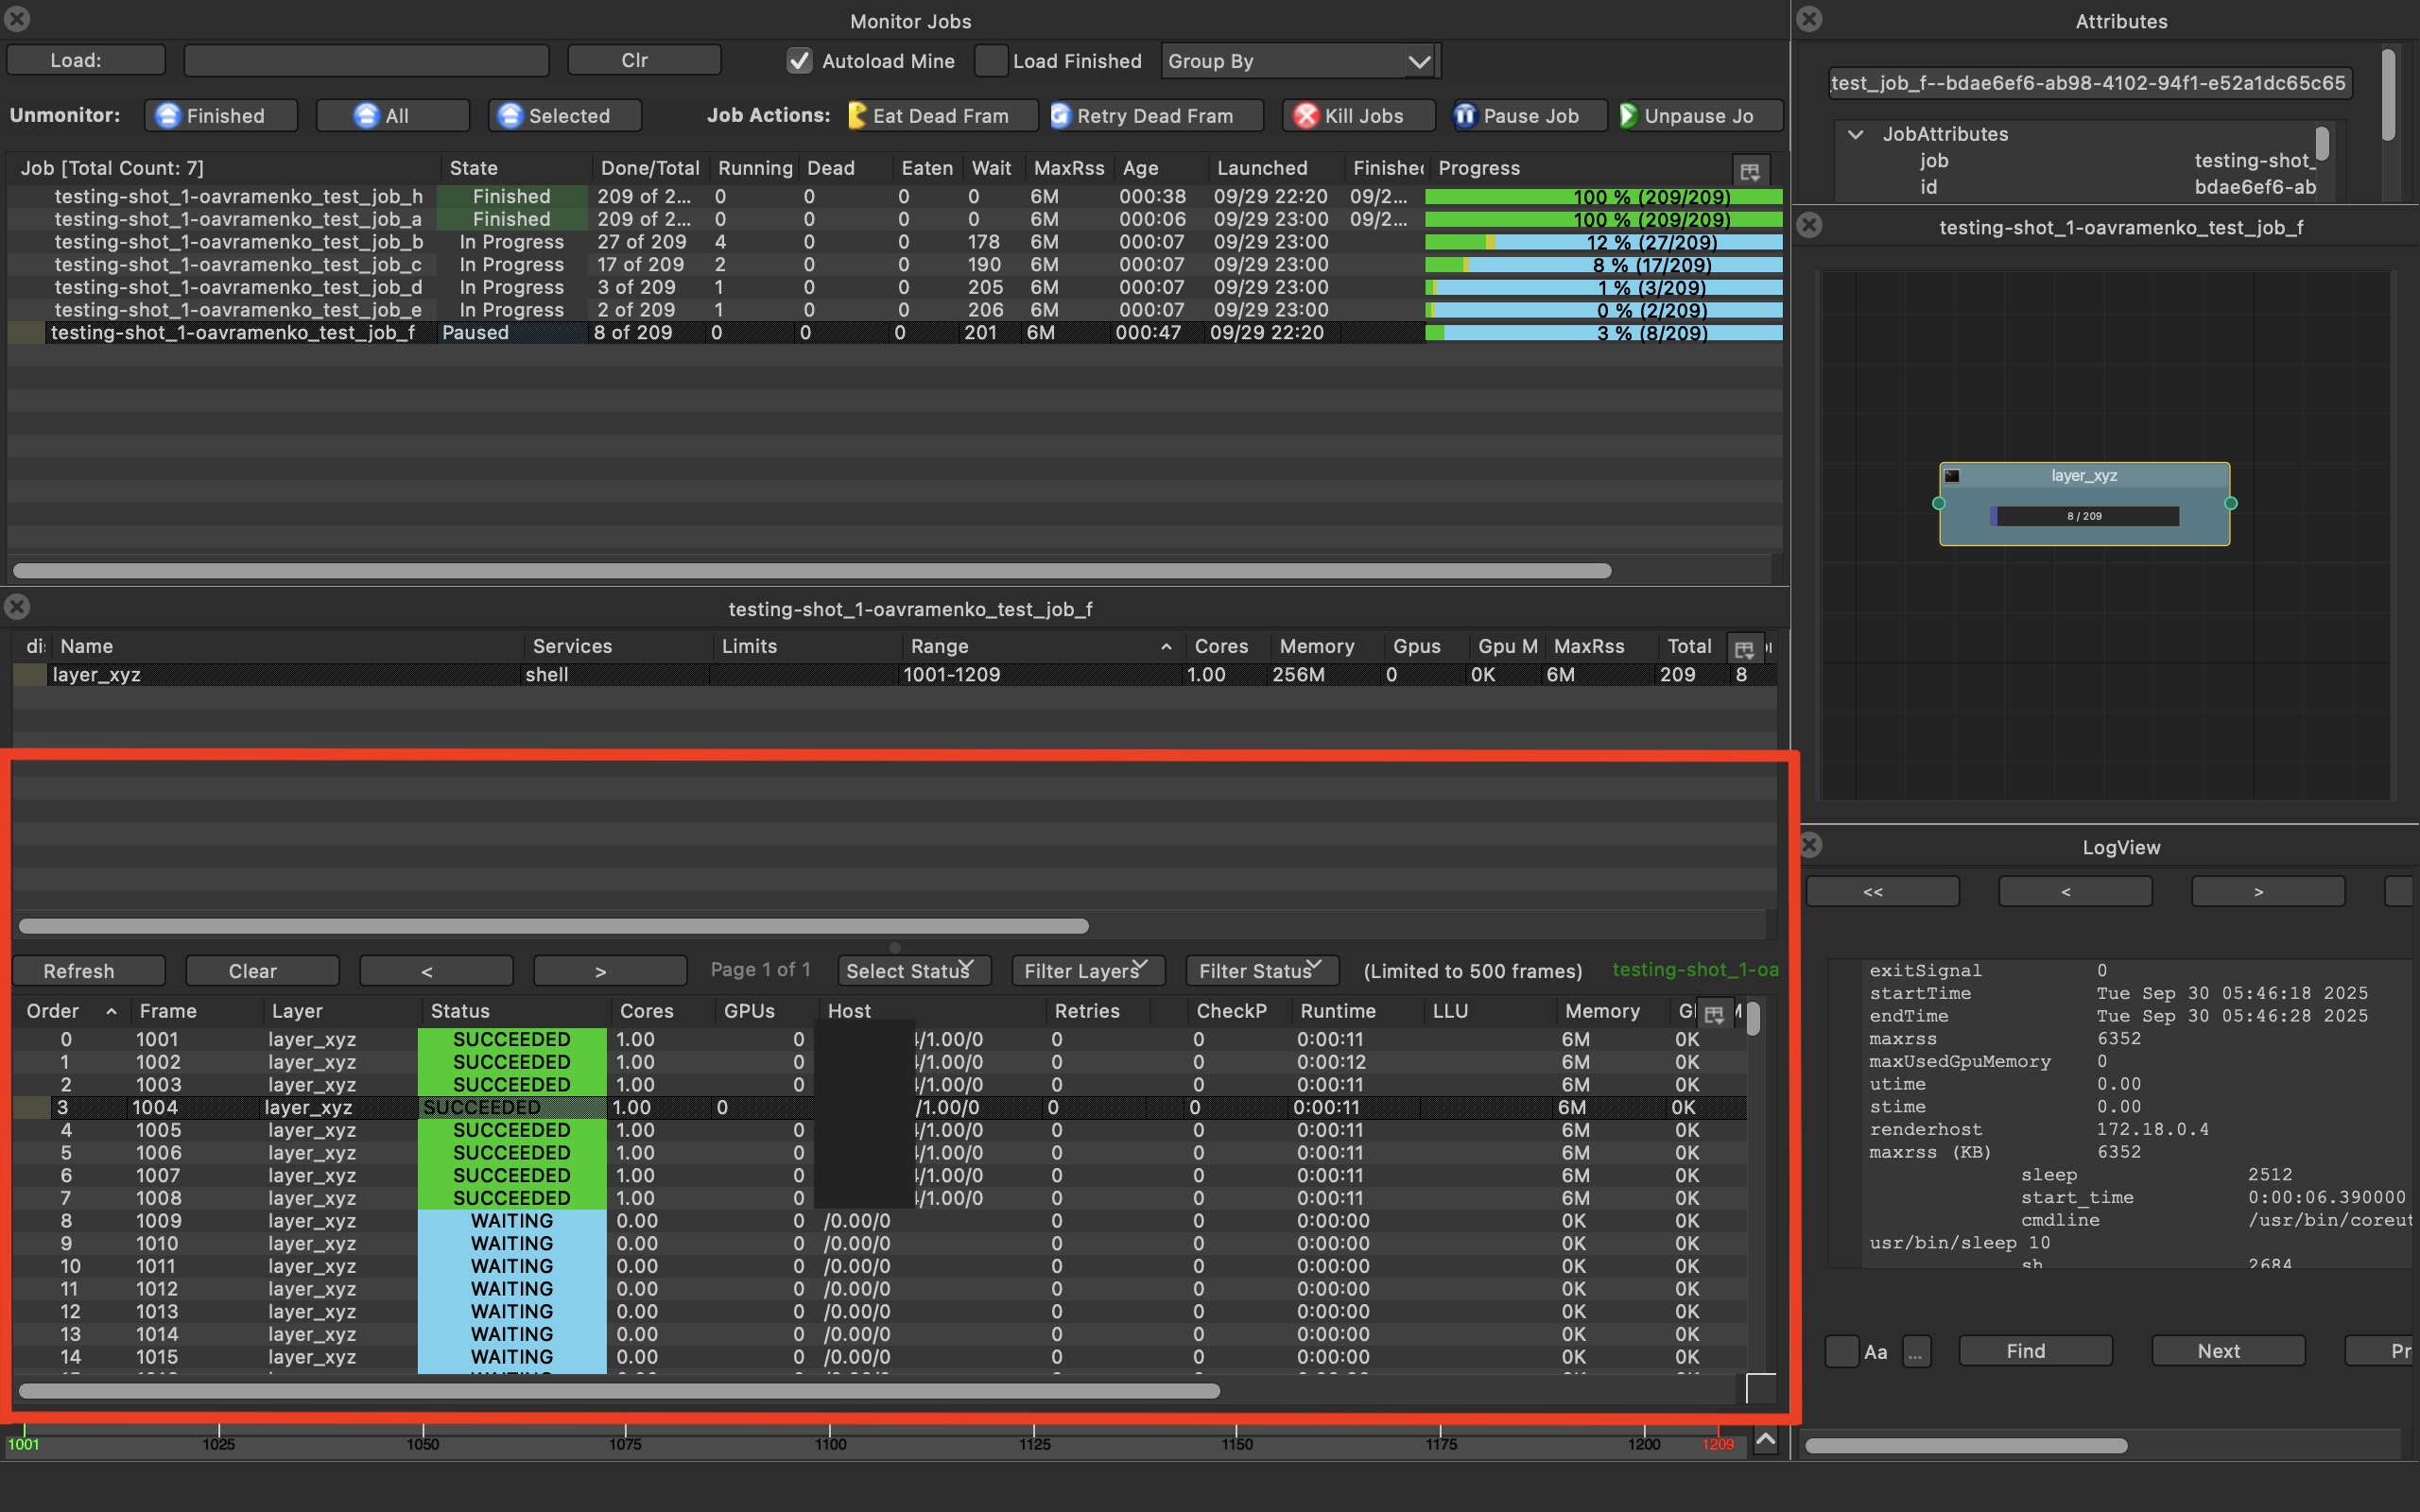 Monitor Jobs
Load: Clr Autoload Mine Load Finished Group By
Unmonitor: Finished All Selected Job Actions: Eat Dead Fram Retry Dead Fram Kill Jobs Pause Job Unpause Jo
Job [Total Count: 7] State Done/Total Running Dead Eaten Wait MaxRss Age Launched Finishe Progress
testing-shot_1-oavramenko_test_job_h Finished 209 of 2... 0 0 0 0 6M 000:38 09/29 22:20 09/2... 100 % (209/209)
testing-shot_1-oavramenko_test_job_a Finished 209 of 2... 0 0 0 0 6M 000:06 09/29 23:00 09/2... 100 % (209/209)
testing-shot_1-oavramenko_test_job_b In Progress 27 of 209 4 0 0 178 6M 000:07 09/29 23:00 12 % (27/209)
testing-shot_1-oavramenko_test_job_c In Progress 17 of 209 2 0 0 190 6M 000:07 09/29 23:00 8 % (17/209)
testing-shot_1-oavramenko_test_job_d In Progress 3 of 209 1 0 0 205 6M 000:07 09/29 23:00 1 % (3/209)
testing-shot_1-oavramenko_test_job_e In Progress 2 of 209 1 0 0 206 6M 000:07 09/29 23:00 0 % (2/209)
testing-shot_1-oavramenko_test_job_f Paused 8 of 209 0 0 0 201 6M 000:47 09/29 22:20 3 % (8/209)
testing-shot_1-oavramenko_test_job_f
di Name Services Limits Range Cores Memory Gpus Gpu M MaxRss Total
layer_xyz shell 1001-1209 1.00 256M 0 0K 6M 209 8
Refresh Clear < > Page 1 of 1 Select Status Filter Layers Filter Status (Limited to 500 frames) testing-shot_1-oa
Order Frame Layer Status Cores GPUs Host Retries CheckP Runtime LLU Memory G
0 1001 layer_xyz SUCCEEDED 1.00 0 /1.00/0 0 0 0:00:11 6M 0K
1 1002 layer_xyz SUCCEEDED 1.00 0 /1.00/0 0 0 0:00:12 6M 0K
2 1003 layer_xyz SUCCEEDED 1.00 0 /1.00/0 0 0 0:00:11 6M 0K
3 1004 layer_xyz SUCCEEDED 1.00 0 /1.00/0 0 0 0:00:11 6M 0K
4 1005 layer_xyz SUCCEEDED 1.00 0 /1.00/0 0 0 0:00:11 6M 0K
5 1006 layer_xyz SUCCEEDED 1.00 0 /1.00/0 0 0 0:00:11 6M 0K
6 1007 layer_xyz SUCCEEDED 1.00 0 /1.00/0 0 0 0:00:11 6M 0K
7 1008 layer_xyz SUCCEEDED 1.00 0 /1.00/0 0 0 0:00:11 6M 0K
8 1009 layer_xyz WAITING 0.00 0 /0.00/0 0 0 0:00:00 0K 0K
9 1010 layer_xyz WAITING 0.00 0 /0.00/0 0 0 0:00:00 0K 0K
10 1011 layer_xyz WAITING 0.00 0 /0.00/0 0 0 0:00:00 0K 0K
11 1012 layer_xyz WAITING 0.00 0 /0.00/0 0 0 0:00:00 0K 0K
12 1013 layer_xyz WAITING 0.00 0 /0.00/0 0 0 0:00:00 0K 0K
13 1014 layer_xyz WAITING 0.00 0 /0.00/0 0 0 0:00:00 0K 0K
14 1015 layer_xyz WAITING 0.00 0 /0.00/0 0 0 0:00:00 0K 0K
1001 1025 1050 1075 1100 1125 1150 1175 1200 1209
Attributes
test_job_f--bdae6ef6-ab98-4102-94f1-e52a1dc65c65
JobAttributes
job testing-shot_
id bdae6ef6-ab
testing-shot_1-oavramenko_test_job_f
layer_xyz
8 / 209
LogView
<< < >
exitSignal 0
startTime Tue Sep 30 05:46:18 2025
endTime Tue Sep 30 05:46:28 2025
maxrss 6352
maxUsedGpuMemory 0
utime 0.00
stime 0.00
renderhost 172.18.0.4
maxrss (KB) 6352
sleep 2512
start_time 0:00:06.390000
cmdline /usr/bin/coreut
usr/bin/sleep 10
sh 2684
Aa ... Find Next Pr